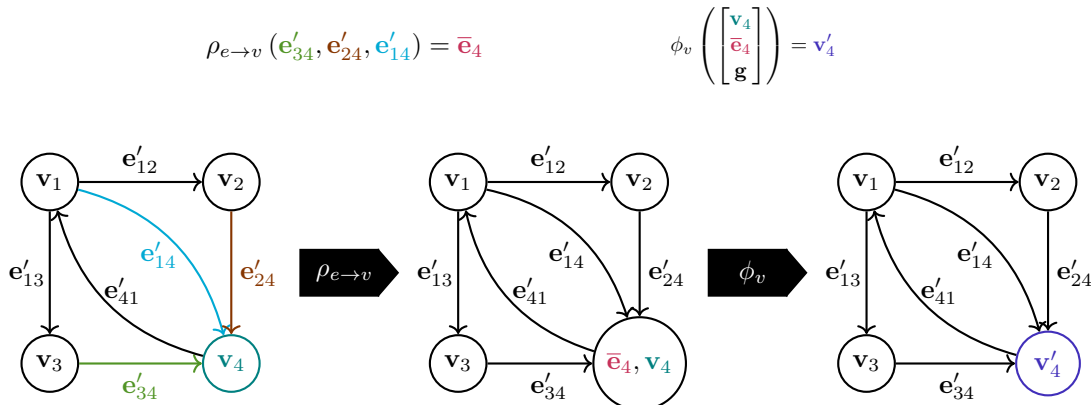 ρ_{e→v} (e′_{34}, e′_{24}, e′_{14}) = ē_4
ϕ_v ([v_4 ē_4 g]) = v′_4
v_1 e′_{12} v_2
e′_{13} e′_{14} e′_{41} e′_{24}
v_3 e′_{34} v_4
ρ_{e→v}
v_1 e′_{12} v_2
e′_{13} e′_{14} e′_{41} e′_{24}
v_3 e′_{34} ē_4, v_4
ϕ_v
v_1 e′_{12} v_2
e′_{13} e′_{14} e′_{41} e′_{24}
v_3 e′_{34} v′_4